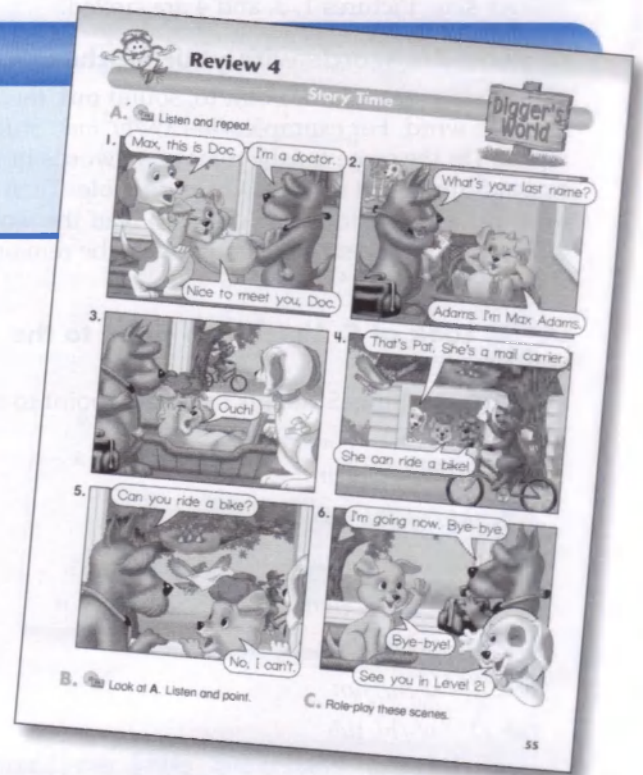 Review 4
Story Time
Digger's
World
A. Listen and repeat.
1.
Max, this is Doc.
I'm a doctor.
Nice to meet you, Doc.
2.
What's your last name?
Adams. I'm Max Adams.
3.
Ouch!
4.
That's Pat. She's a mail carrier.
She can ride a bike!
5.
Can you ride a bike?
No, I can't.
6.
I'm going now. Bye-bye.
Bye-bye!
See you in Level 2!
B. Look at A. Listen and point.
C. Role-play these scenes.
55